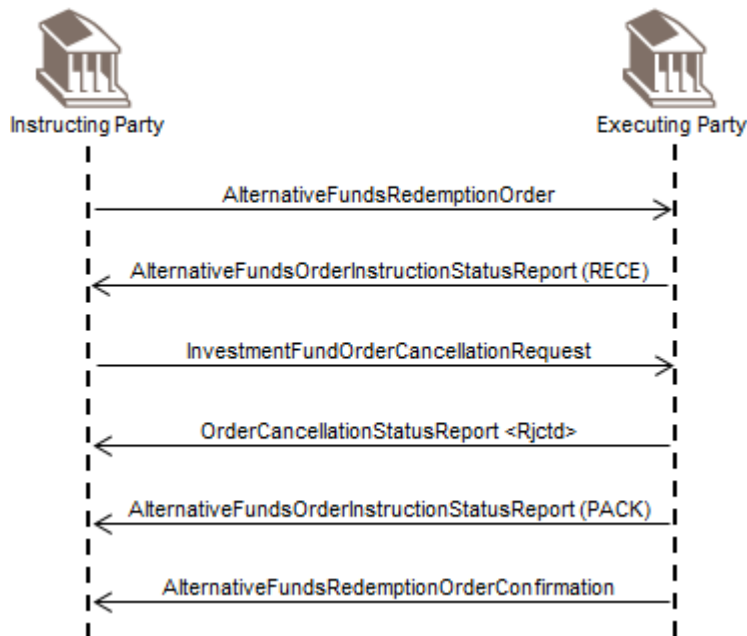 Instructing Party
Executing Party
AlternativeFundsRedemptionOrder
AlternativeFundsOrderInstructionStatusReport (RECE)
InvestmentFundOrderCancellationRequest
OrderCancellationStatusReport <Rjctd>
AlternativeFundsOrderInstructionStatusReport (PACK)
AlternativeFundsRedemptionOrderConfirmation